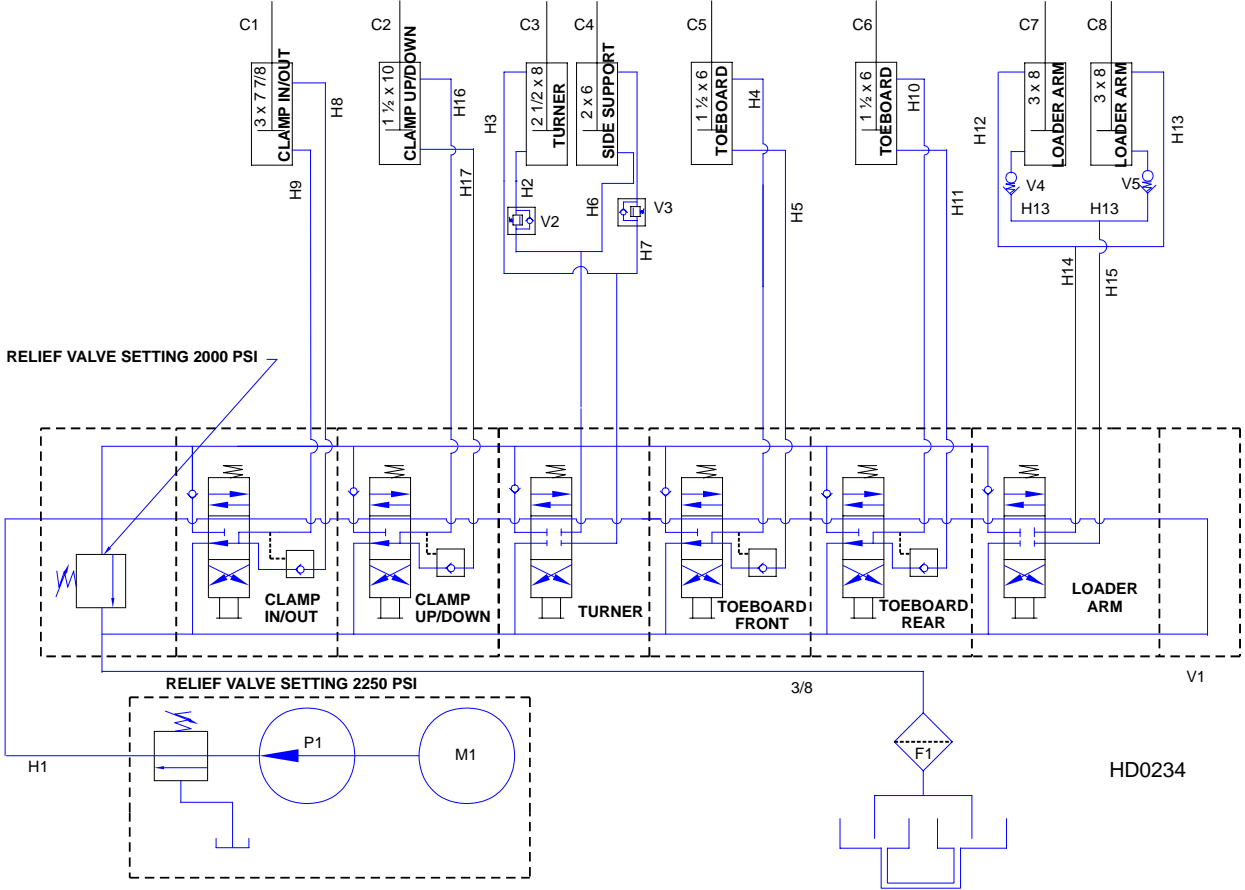 C1
C2
C3
C4
C5
C6
C7
C8
3 x 7 7/8
CLAMP IN/OUT
H8
H9
1 ½ x 10
CLAMP UP/DOWN
H16
H17
H3
2 1/2 x 8
TURNER
H2
V2
2 x 6
SIDE SUPPORT
H6
V3
H7
1 ½ x 6
TOEBOARD
H4
H5
1 ½ x 6
TOEBOARD
H10
H11
H12
3 x 8
LOADER ARM
3 x 8
LOADER ARM
H13
V4
V5
H13
H13
H14
H15
RELIEF VALVE SETTING 2000 PSI
CLAMP
IN/OUT
CLAMP
UP/DOWN
TURNER
TOEBOARD
FRONT
TOEBOARD
REAR
LOADER
ARM
V1
RELIEF VALVE SETTING 2250 PSI
3/8
H1
P1
M1
F1
HD0234